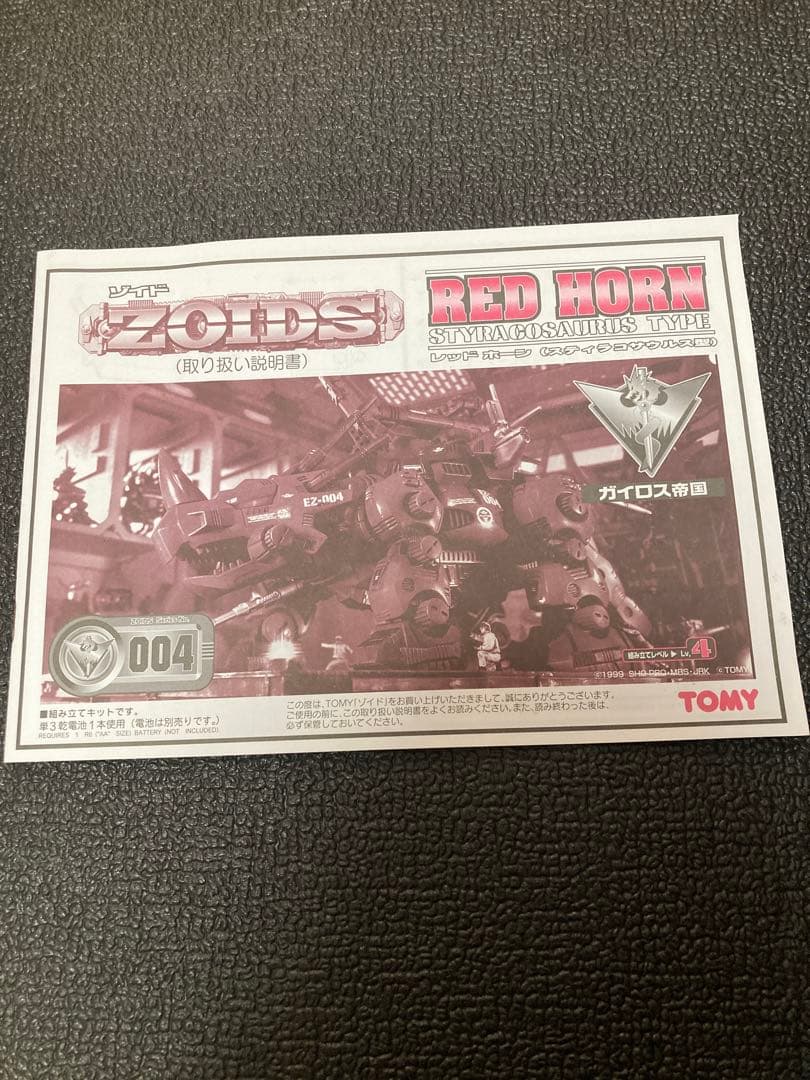 ゾイド
ZOIDS
(取り扱い説明書)
RED HORN
STYRACOSAURUS TYPE
レッド ホーン (スティラコサウルス型)
ガイロス帝国
EZ-004
ZOIDS Series No.
004
組み立てレベル ▶ Lv. 4
©1999 SHO-PRO・MBS・JRK ©TOMY
■組み立てキットです。
単3乾電池1本使用 (電池は別売りです。)
REQUIRES 1 R6 ("AA" SIZE) BATTERY (NOT INCLUDED)
この度は、TOMY「ゾイド」をお買い上げいただきまして、誠にありがとうございます。
ご使用の前に、この取り扱い説明書をよくお読みください。また、読み終わった後は、
必ず保管しておいてください。
TOMY